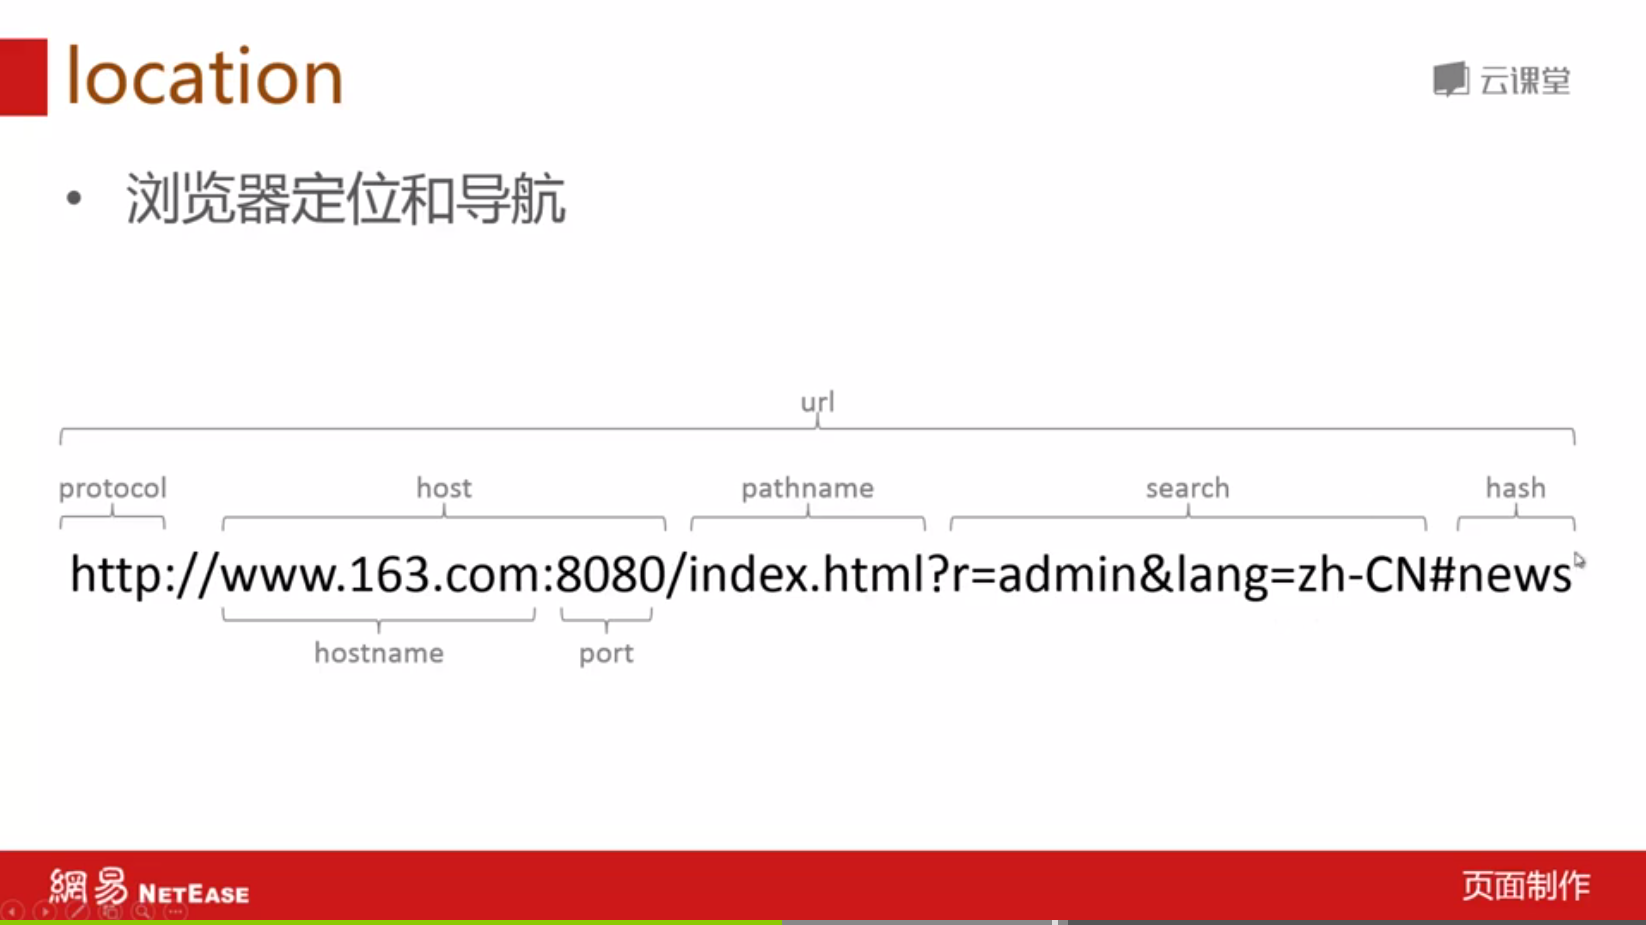 location
云课堂
• 浏览器定位和导航
url
protocol host pathname search hash
http://www.163.com:8080/index.html?r=admin&lang=zh-CN#news
hostname port
網易 NETEASE
页面制作